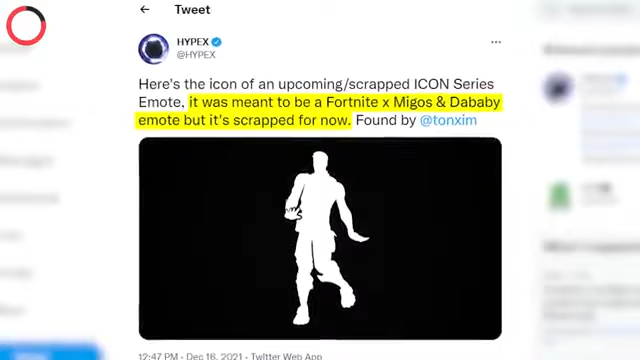 Tweet
HYPEX
@HYPEX
Here's the icon of an upcoming/scrapped ICON Series
Emote, it was meant to be a Fortnite x Migos & Dababy
emote but it's scrapped for now. Found by @tonxim
12:47 PM · Dec 16, 2021 · Twitter Web App